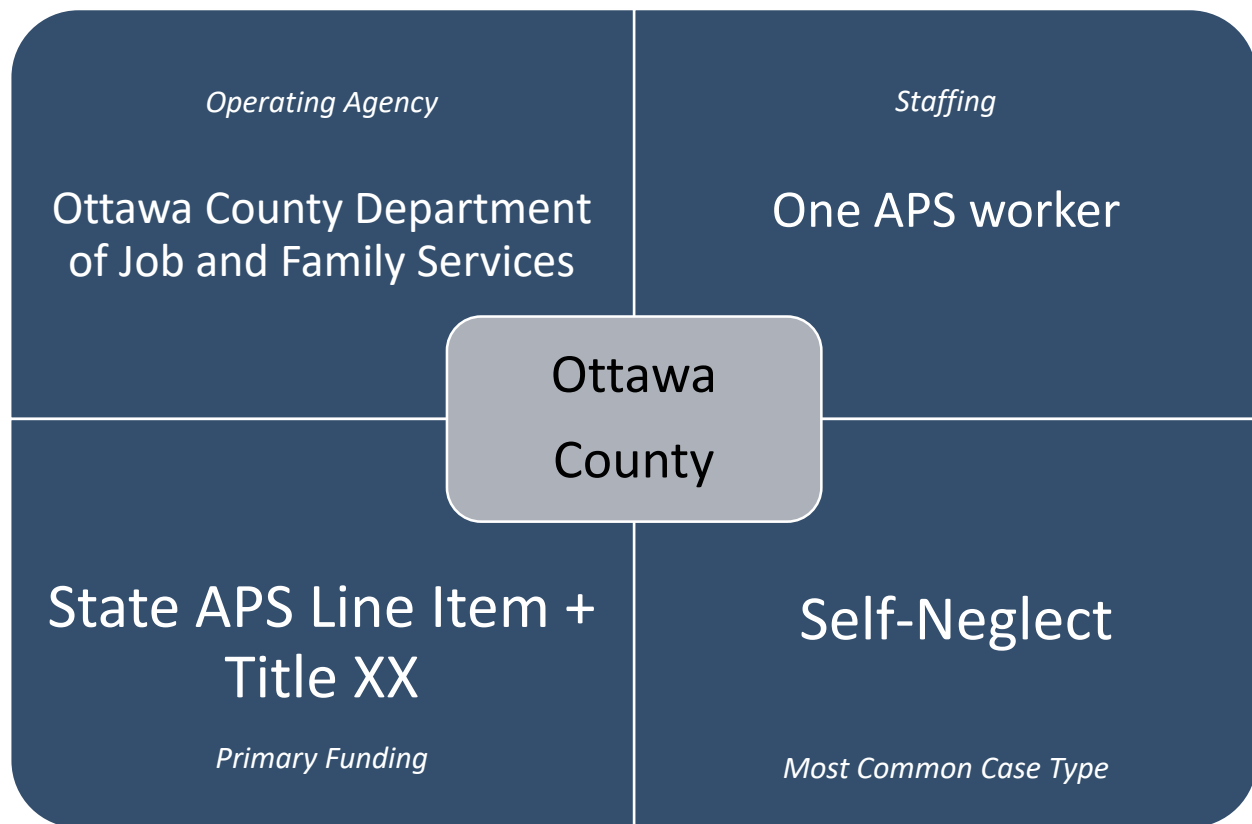 Operating Agency
Ottawa County Department
of Job and Family Services
Staffing
One APS worker
Ottawa
County
State APS Line Item +
Title XX
Primary Funding
Self-Neglect
Most Common Case Type